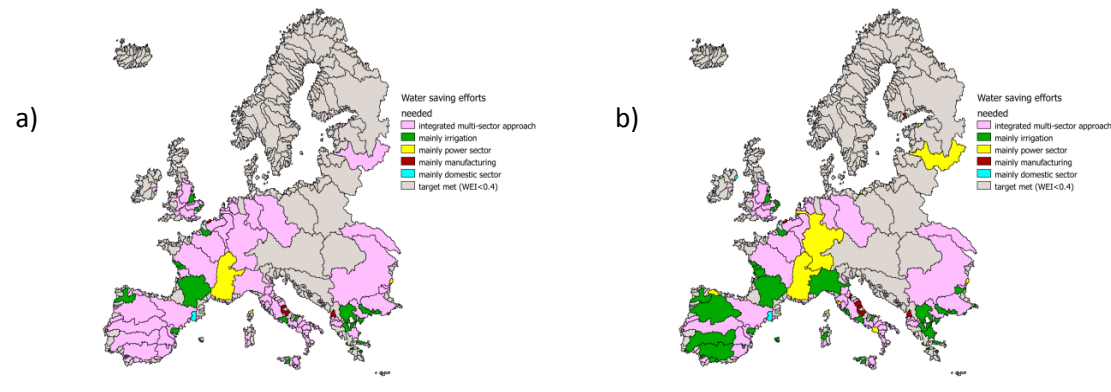 a)
Water saving efforts
needed
integrated multi-sector approach
mainly irrigation
mainly power sector
mainly manufacturing
mainly domestic sector
target met (WEI<0.4)
b)
Water saving efforts
needed
integrated multi-sector approach
mainly irrigation
mainly power sector
mainly manufacturing
mainly domestic sector
target met (WEI<0.4)